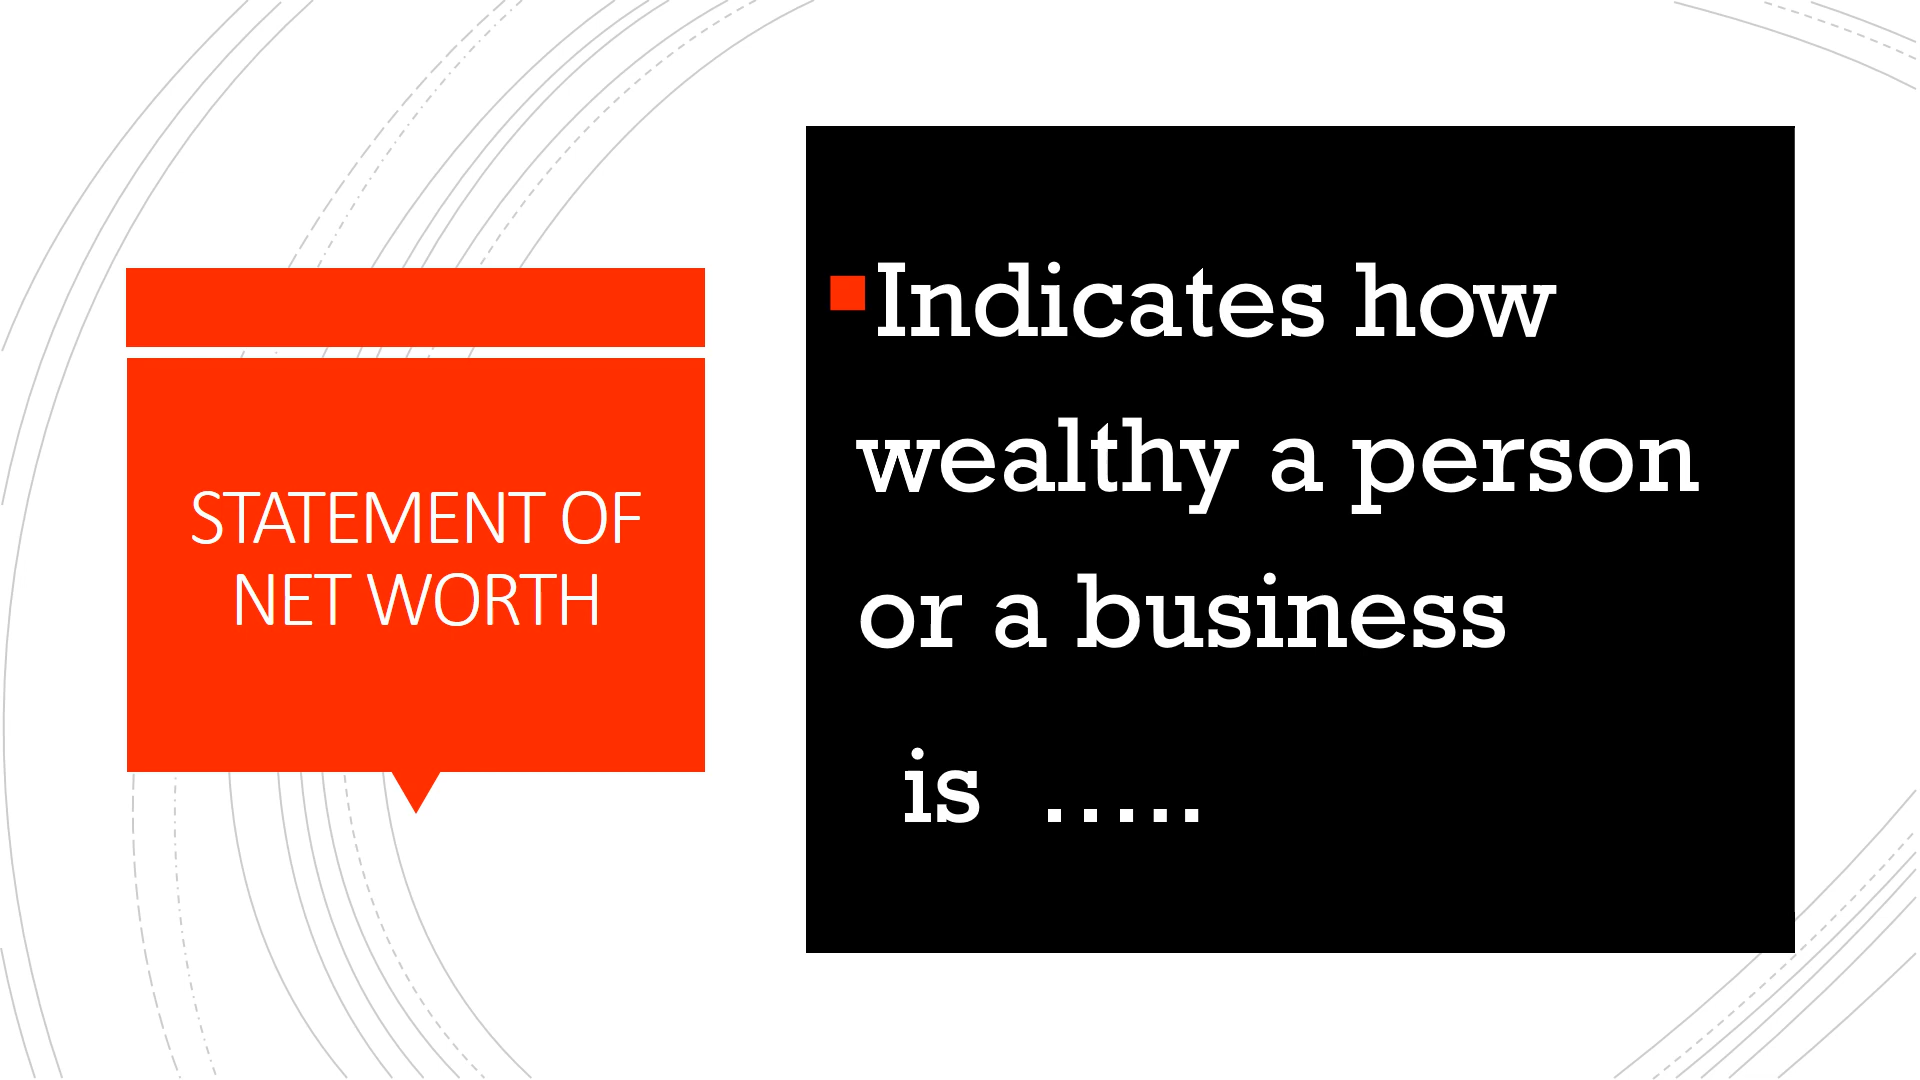 STATEMENT OF
NET WORTH
▪Indicates how
wealthy a person
or a business
is .....